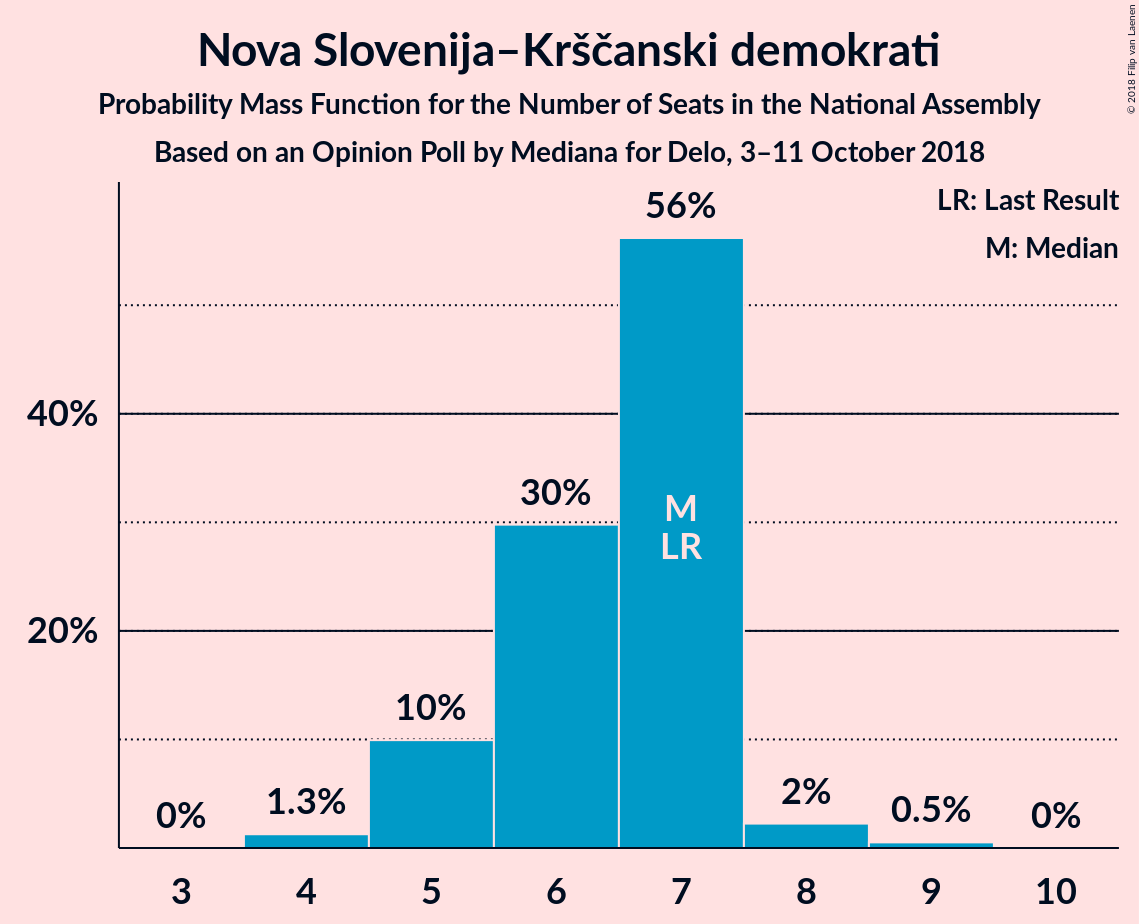 Nova Slovenija–Krščanski demokrati
Probability Mass Function for the Number of Seats in the National Assembly
Based on an Opinion Poll by Mediana for Delo, 3–11 October 2018
© 2018 Filip van Laenen
LR: Last Result
M: Median
56%
40%
30%
M
LR
20%
10%
0%
1.3%
2%
0.5%
0%
3 4 5 6 7 8 9 10